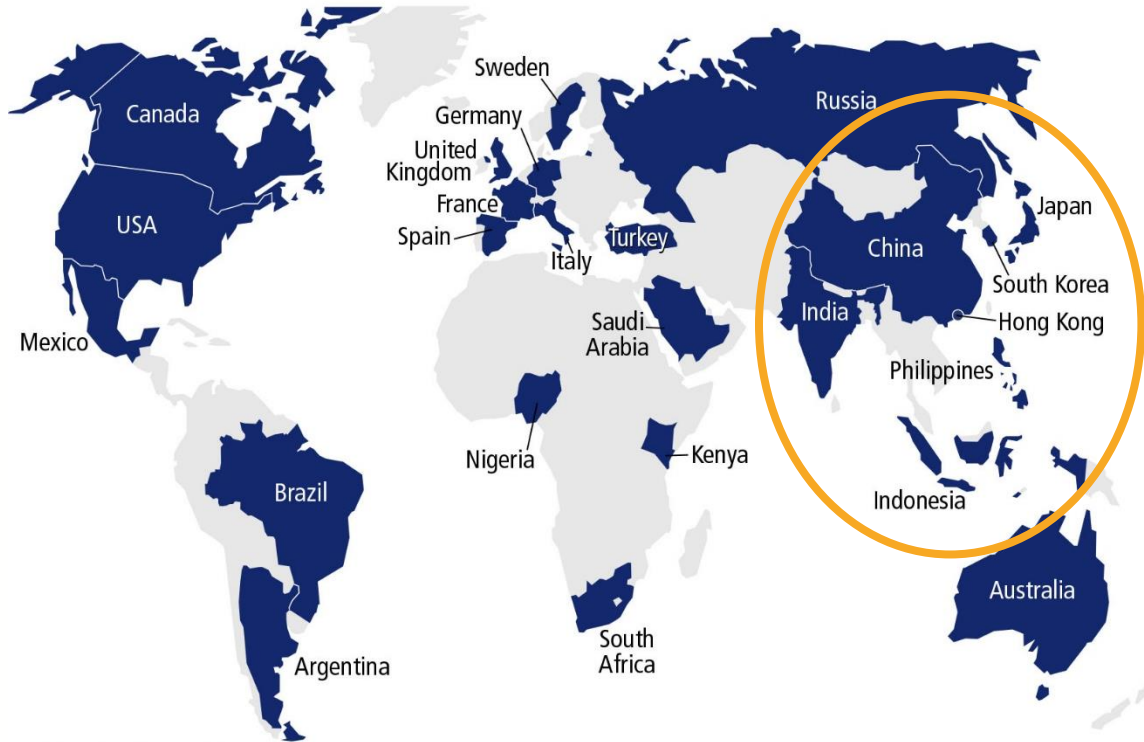 Canada
USA
Mexico
Brazil
Argentina
Sweden
Germany
United
Kingdom
France
Spain
Italy
Turkey
Saudi
Arabia
Nigeria
Kenya
South
Africa
Russia
China
Japan
South Korea
India
Hong Kong
Philippines
Indonesia
Australia